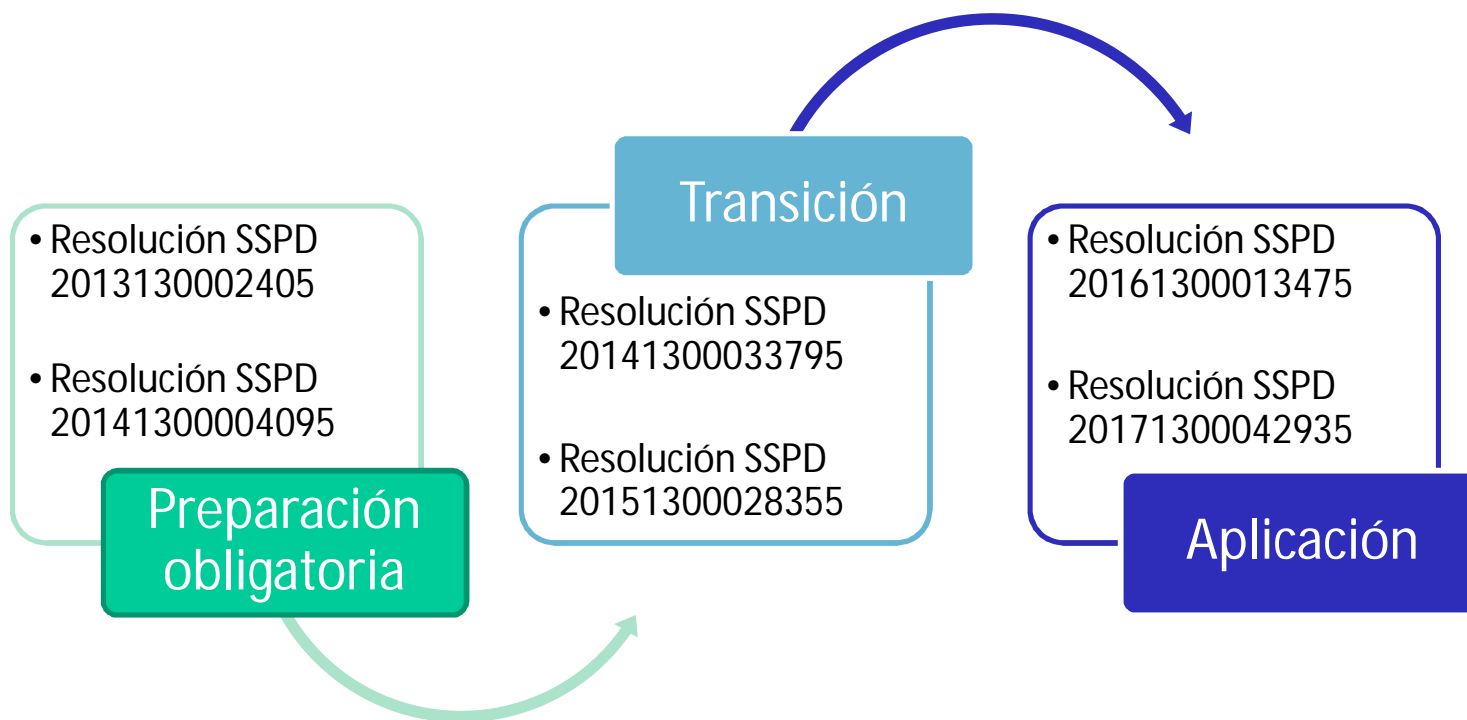 • Resolución SSPD
2013130002405
• Resolución SSPD
20141300004095
Preparación
obligatoria
Transición
• Resolución SSPD
20141300033795
• Resolución SSPD
20151300028355
• Resolución SSPD
20161300013475
• Resolución SSPD
20171300042935
Aplicación